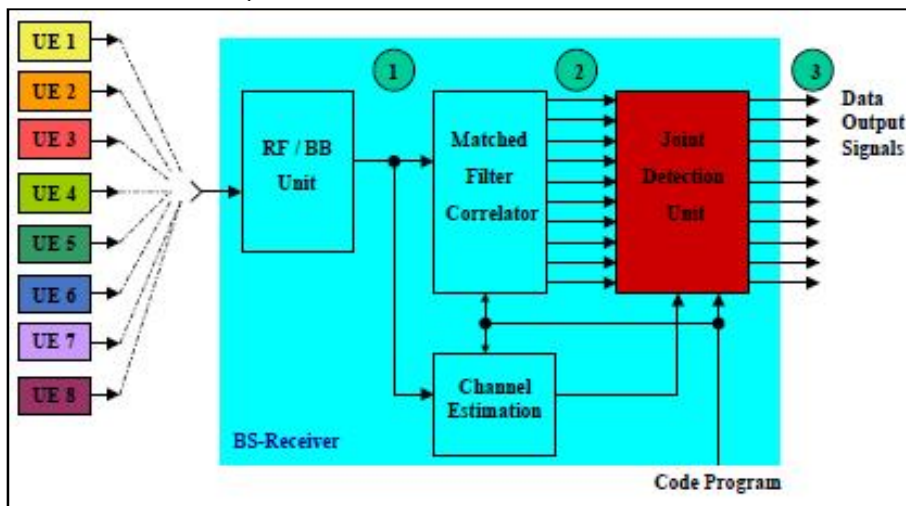 UE 1
UE 2
UE 3
UE 4
UE 5
UE 6
UE 7
UE 8
1
2
3
RF / BB
Unit
Matched
Filter
Correlator
Joint
Detection
Unit
Data
Output
Signals
Channel
Estimation
BS-Receiver
Code Program